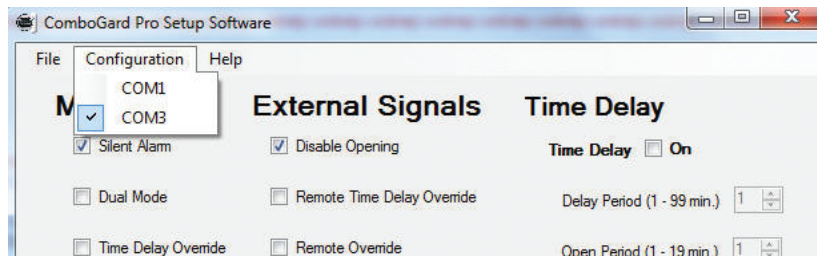 ComboGard Pro Setup Software
File Configuration Help
COM1
COM3
M
External Signals
Time Delay
Silent Alarm
Disable Opening
Time Delay On
Dual Mode
Remote Time Delay Override
Delay Period (1 - 99 min.) 1
Time Delay Override
Remote Override
Open Period (1 - 19 min.) 1